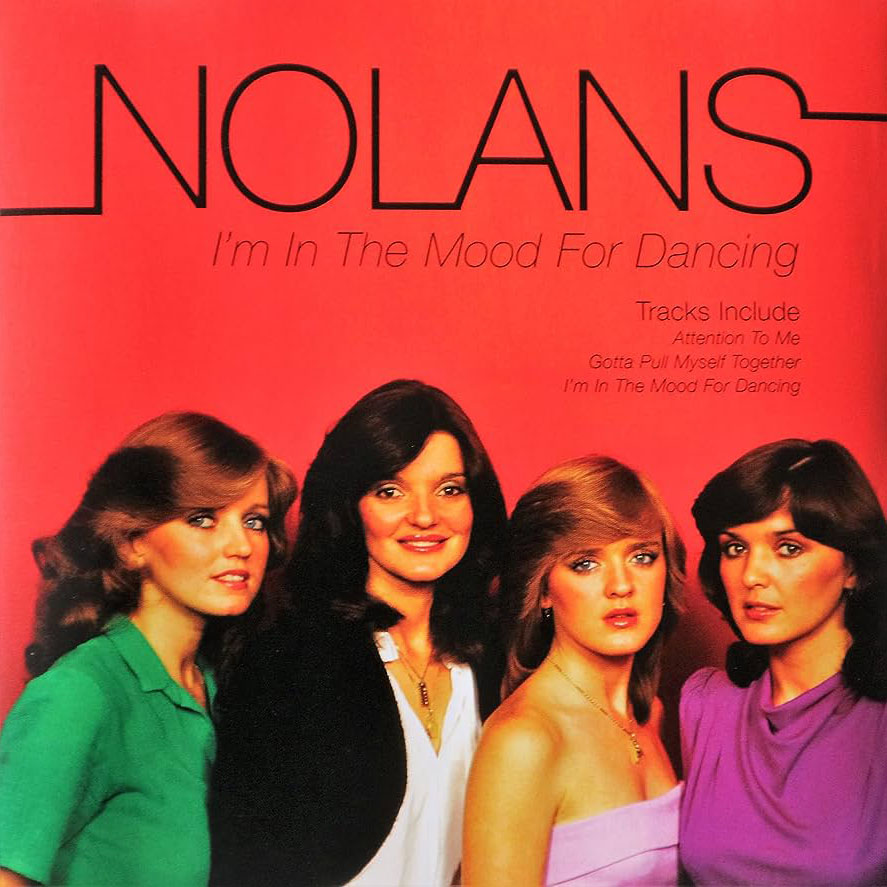 NOLANS
I'm In The Mood For Dancing
Tracks Include
Attention To Me
Gotta Pull Myself Together
I'm In The Mood For Dancing